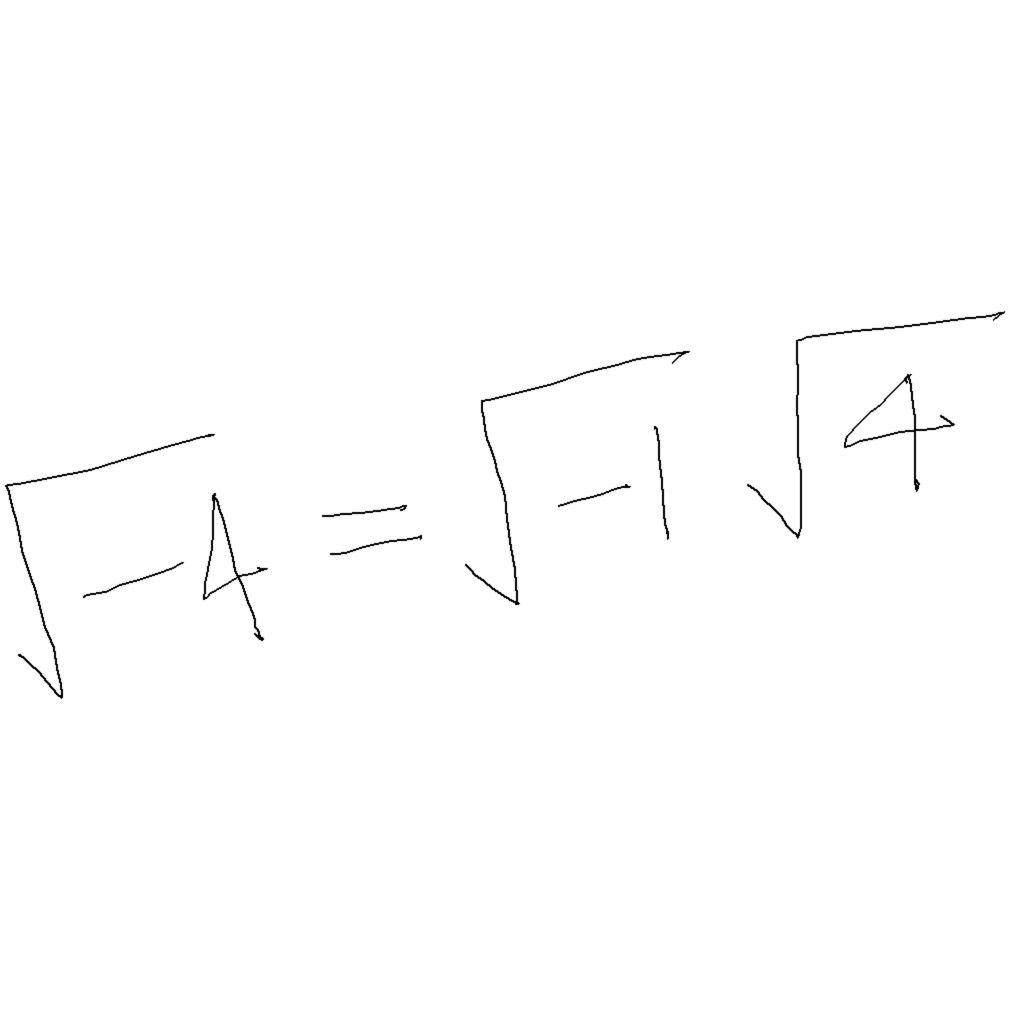 √-4 = √-1 √4